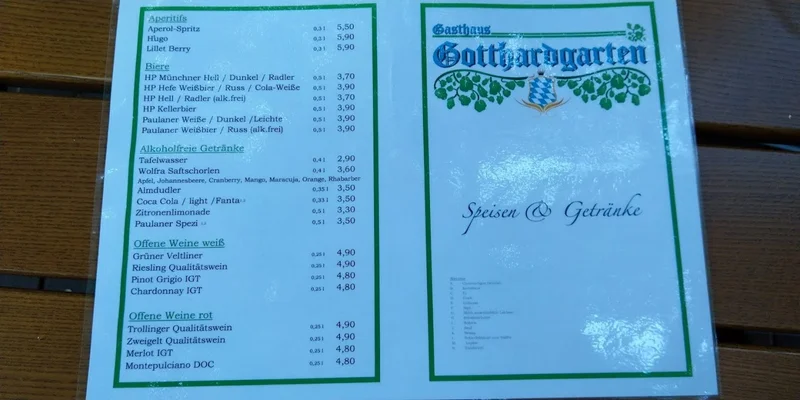 Aperitifs
Aperol-Spritz 0,2 l 5,50
Hugo 0,2 l 5,90
Lillet Berry 0,2 l 5,90
Biere
HP Münchner Hell / Dunkel / Radler 0,5 l 3,70
HP Hefe Weißbier / Russ / Cola-Weiße 0,5 l 3,90
HP Hell / Radler (alk.frei) 0,5 l 3,70
HP Kellerbier 0,5 l 3,90
Paulaner Weiße / Dunkel /Leichte 0,5 l 3,90
Paulaner Weißbier / Russ (alk.frei) 0,5 l 3,90
Alkoholfreie Getränke
Tafelwasser 0,4 l 2,90
Wolfra Saftschorlen 0,4 l 3,60
Apfel, Johannesbeere, Cranberry, Mango, Maracuja, Orange, Rhabarber
Almdudler 0,35 l 3,50
Coca Cola / light /Fanta 0,33 l 3,50
Zitronenlimonade 0,5 l 3,30
Paulaner Spezi 0,5 l 3,50
Offene Weine weiß
Grüner Veltliner 0,25 l 4,90
Riesling Qualitätswein 0,25 l 4,90
Pinot Grigio IGT 0,25 l 4,80
Chardonnay IGT 0,25 l 4,80
Offene Weine rot
Trollinger Qualitätswein 0,25 l 4,90
Zweigelt Qualitätswein 0,25 l 4,90
Merlot IGT 0,25 l 4,80
Montepulciano DOC 0,25 l 4,80
Gasthaus
Gotthardgarten
Speisen & Getränke